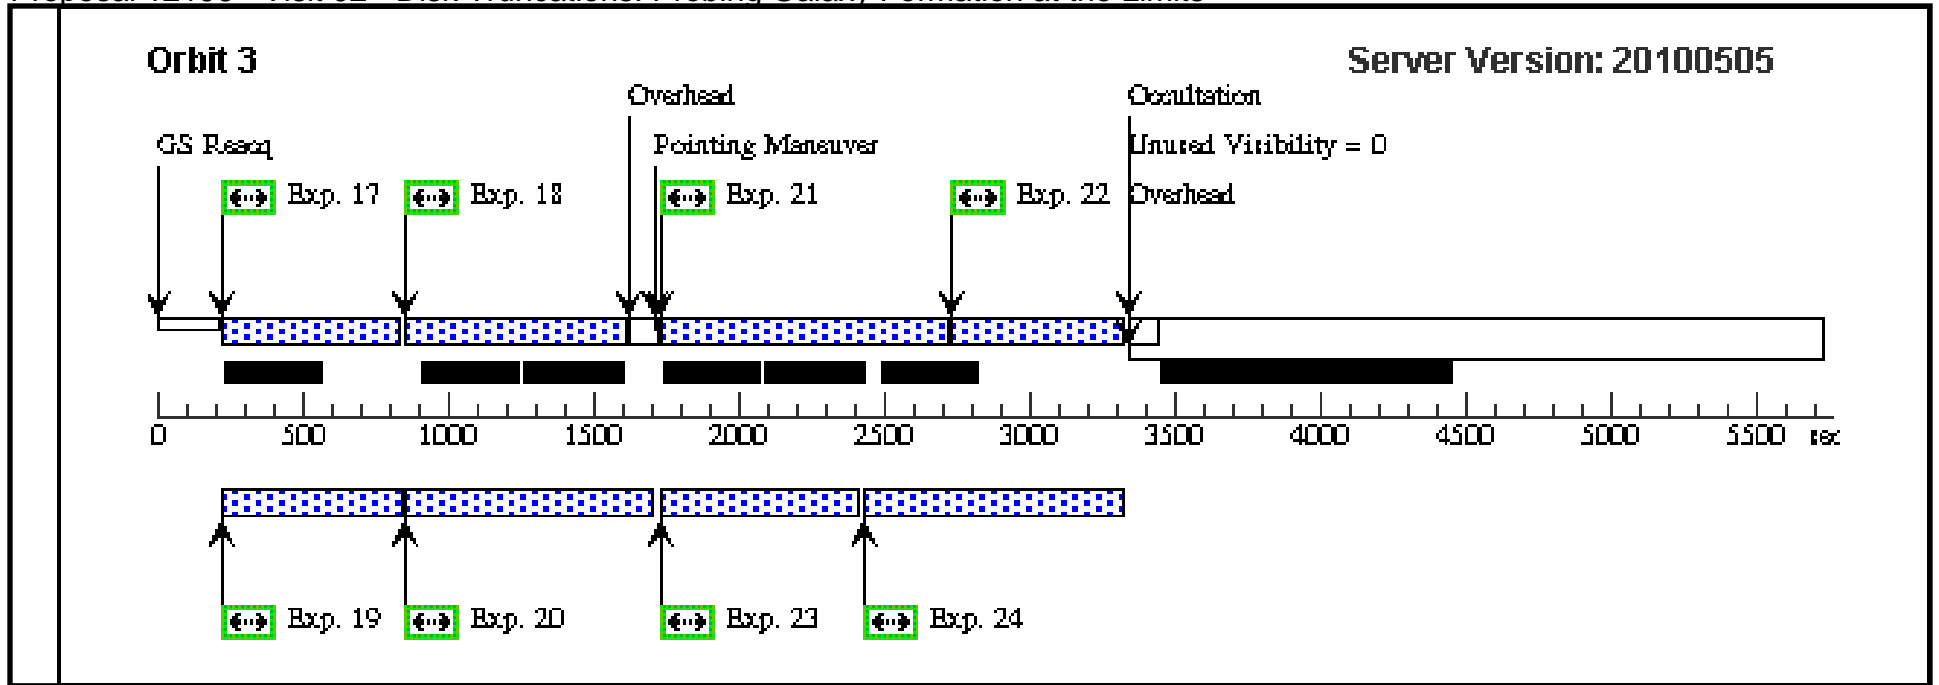 Orbit 3
Server Version: 20100505
Overhead
Occultation
GS Reacq
Pointing Maneuver
Unused Visibility = 0
Exp. 17
Exp. 18
Exp. 21
Exp. 22
Overhead
0 500 1000 1500 2000 2500 3000 3500 4000 4500 5000 5500 sec
Exp. 19
Exp. 20
Exp. 23
Exp. 24